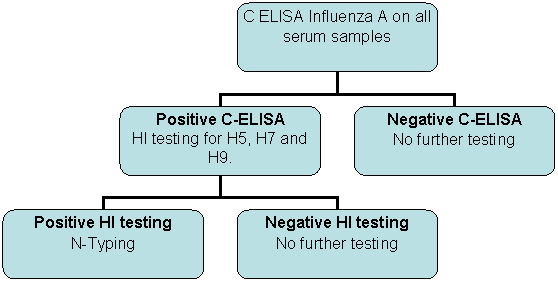 C ELISA Influenza A on all
serum samples
Positive C-ELISA
HI testing for H5, H7 and
H9.
Negative C-ELISA
No further testing
Positive HI testing
N-Typing
Negative HI testing
No further testing